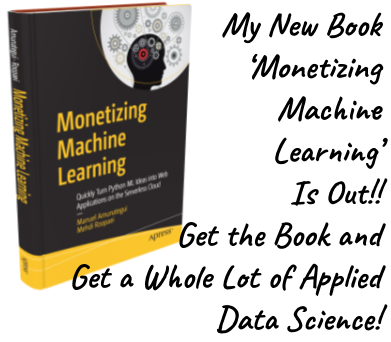 Monetizing
Machine
Learning
Quickly Turn Python ML Ideas into Web
Applications on the Serverless Cloud
Manuel Amunategui
Mehdi Roopaei
Apress
Amunategui · Roopaei
Monetizing Machine Learning
My New Book
‘Monetizing
Machine
Learning’
Is Out!!
Get the Book and
Get a Whole Lot of Applied
Data Science!